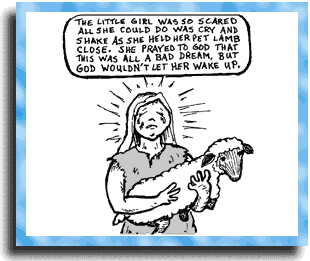 THE LITTLE GIRL WAS SO SCARED
ALL SHE COULD DO WAS CRY AND
SHAKE AS SHE HELD HER PET LAMB
CLOSE. SHE PRAYED TO GOD THAT
THIS WAS ALL A BAD DREAM, BUT
GOD WOULDN'T LET HER WAKE UP.